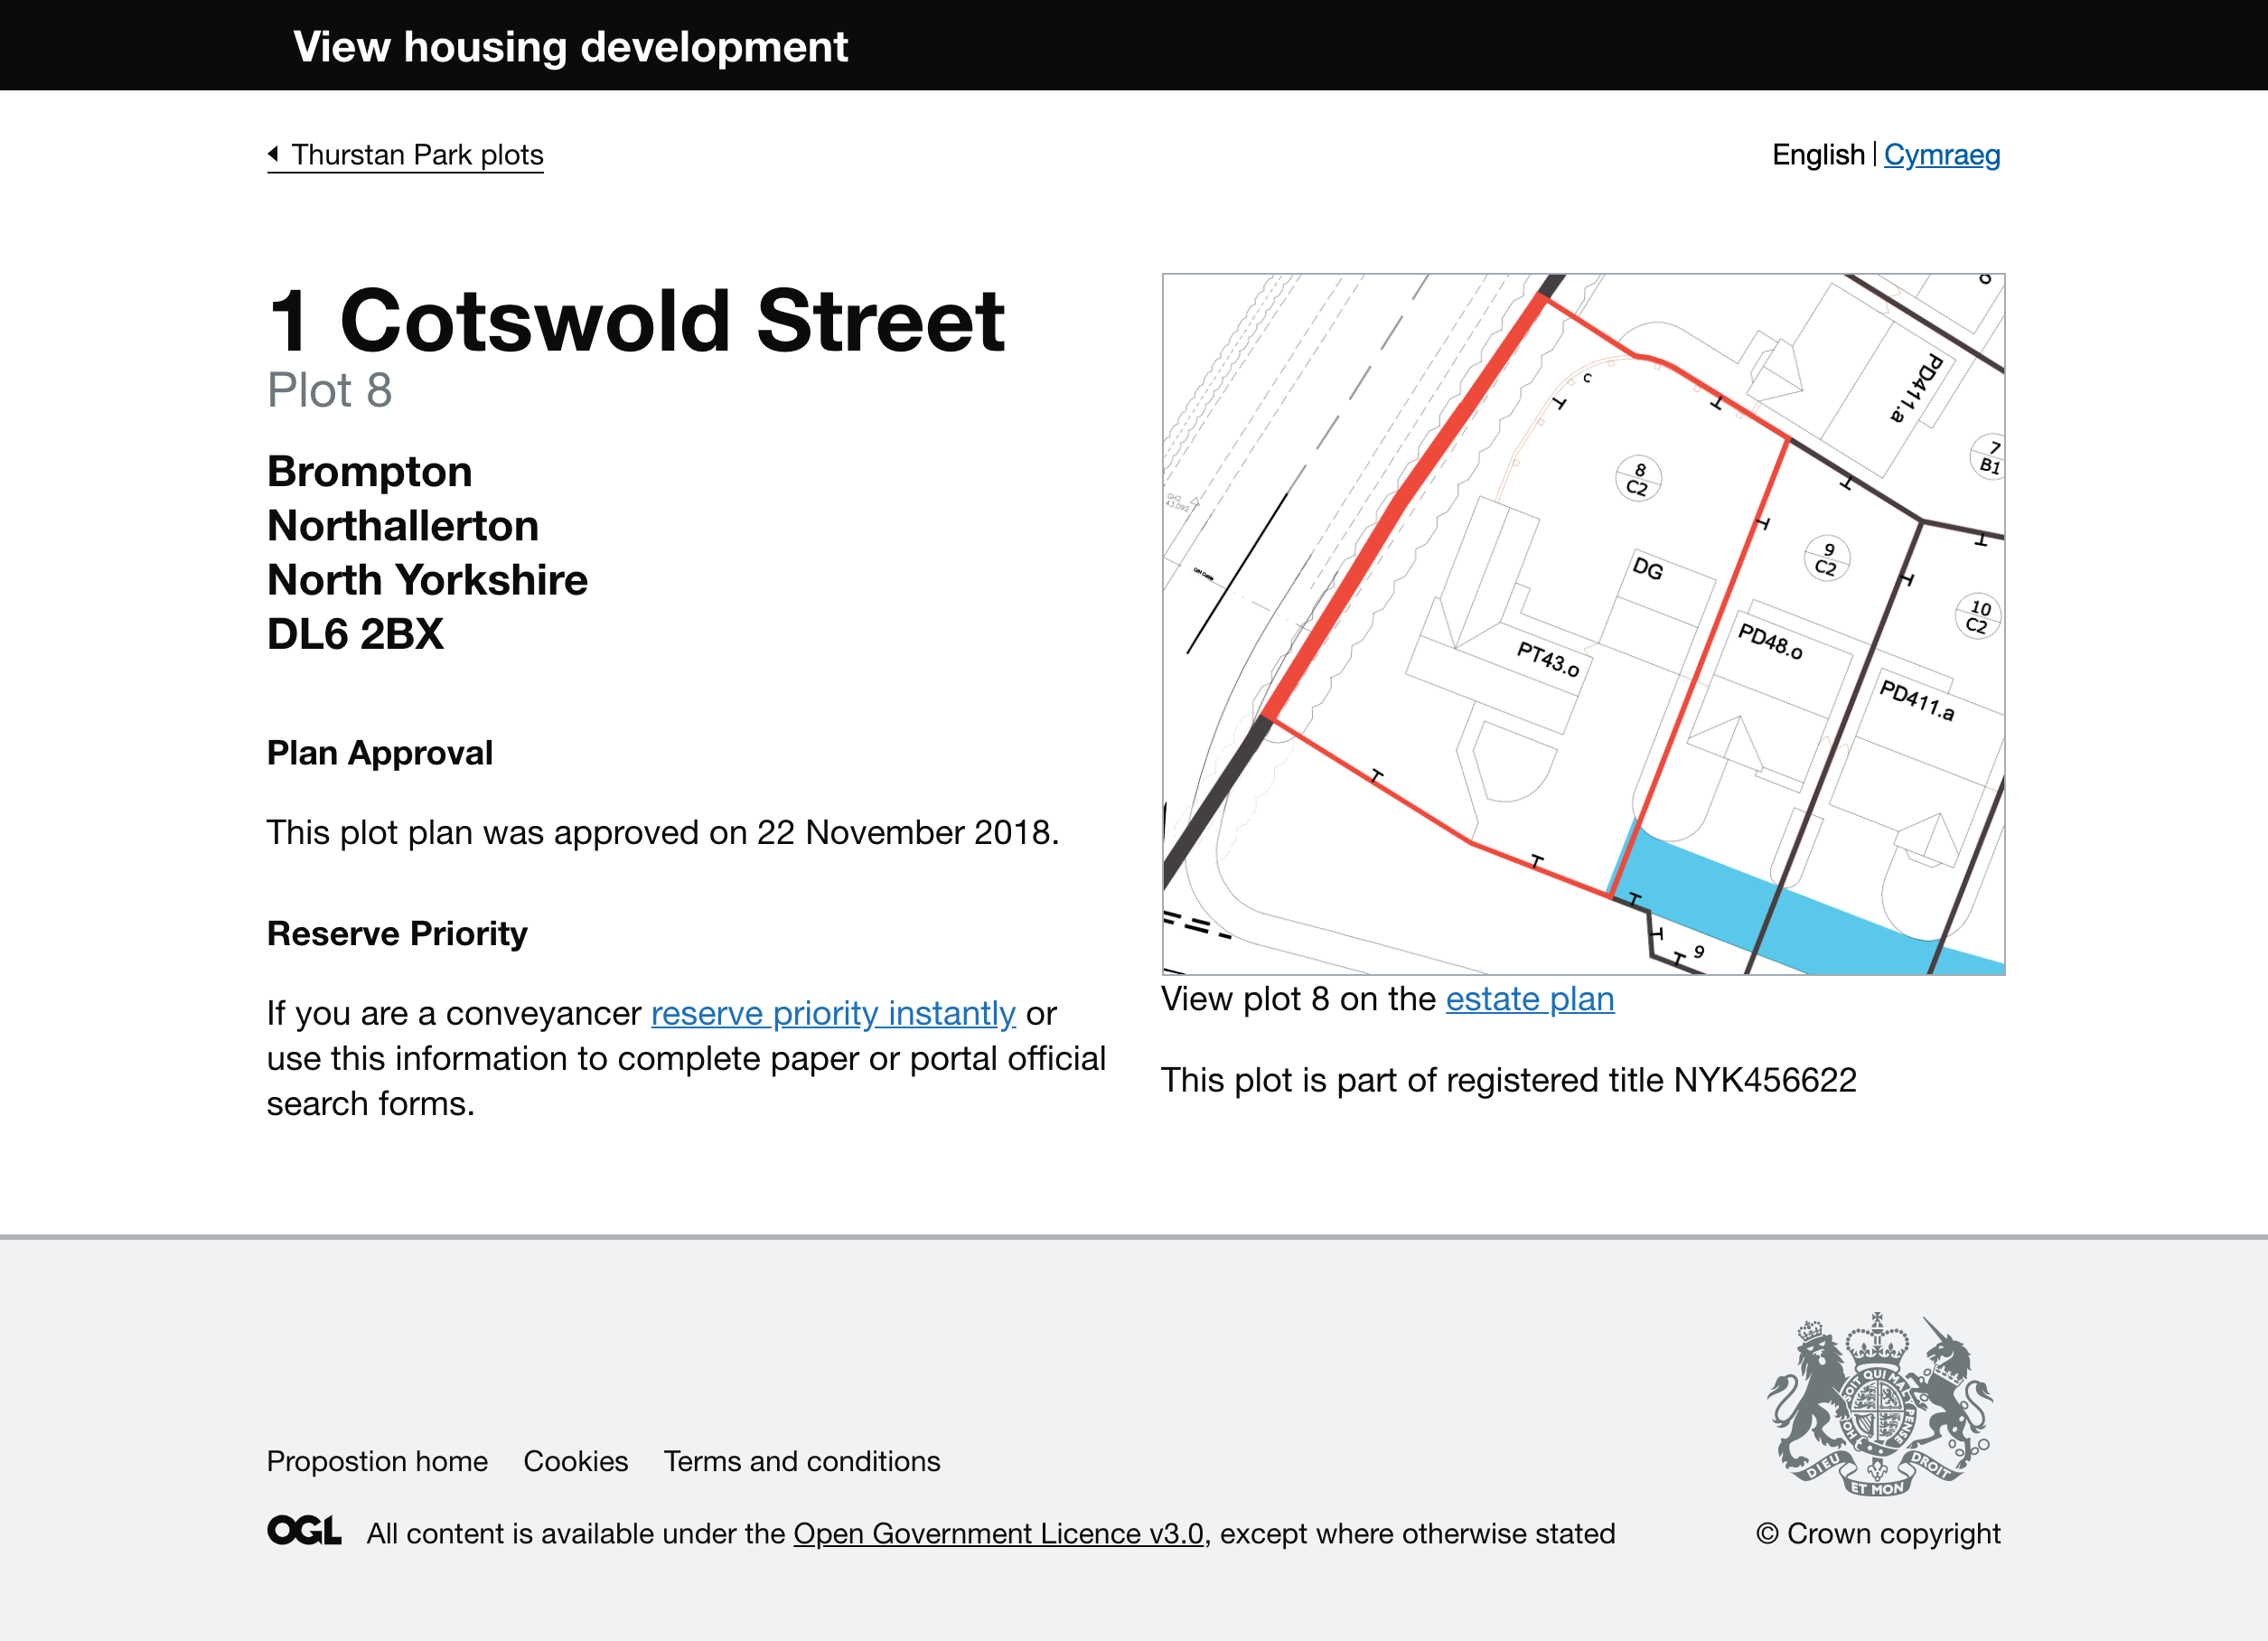 View housing development
Thurstan Park plots
English | Cymraeg
1 Cotswold Street
Plot 8
Brompton
Northallerton
North Yorkshire
DL6 2BX
Plan Approval
This plot plan was approved on 22 November 2018.
Reserve Priority
If you are a conveyancer reserve priority instantly or
use this information to complete paper or portal official
search forms.
PD411.a
7
B1
c
8
C2
9
C2
10
C2
DG
PT43.o
PD48.o
PD411.a
9
View plot 8 on the estate plan
This plot is part of registered title NYK456622
Propostion home Cookies Terms and conditions
OGL All content is available under the Open Government Licence v3.0, except where otherwise stated
DIEU ET MON DROIT
© Crown copyright